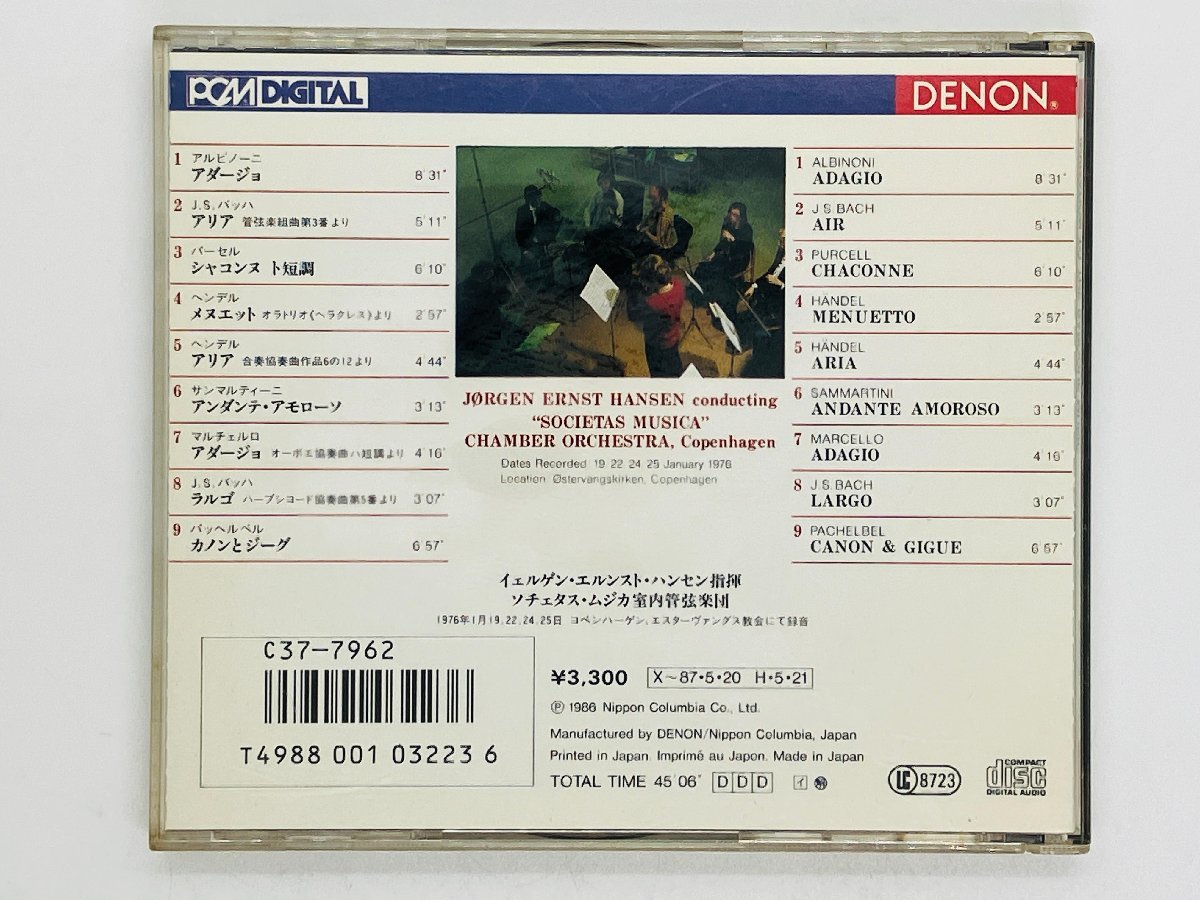 PCM DIGITAL
DENON®
1 アルビノーニ
アダージョ 8'31"
2 J.S.バッハ
アリア 管弦楽組曲第3番より 5'11"
3 パーセル
シャコンヌ ト短調 6'10"
4 ヘンデル
メヌエット オラトリオ《ヘラクレス》より 2'57"
5 ヘンデル
アリア 合奏協奏曲作品6の12より 4'44"
6 サンマルティーニ
アンダンテ・アモローソ 3'13"
7 マルチェルロ
アダージョ オーボエ協奏曲ハ短調より 4'16"
8 J.S.バッハ
ラルゴ ハープシコード協奏曲第5番より 3'07"
9 パッヘルベル
カノンとジーグ 6'57"
JØRGEN ERNST HANSEN conducting
"SOCIETAS MUSICA"
CHAMBER ORCHESTRA, Copenhagen
Dates Recorded: 19. 22. 24. 25 January 1976
Location: Østervangskirken, Copenhagen
1 ALBINONI
ADAGIO 8'31"
2 J.S.BACH
AIR 5'11"
3 PURCELL
CHACONNE 6'10"
4 HÄNDEL
MENUETTO 2'57"
5 HÄNDEL
ARIA 4'44"
6 SAMMARTINI
ANDANTE AMOROSO 3'13"
7 MARCELLO
ADAGIO 4'16"
8 J.S.BACH
LARGO 3'07"
9 PACHELBEL
CANON & GIGUE 6'57"
イェルゲン・エルンスト・ハンセン指揮
ソチェタス・ムジカ室内管弦楽団
1976年1月19.22.24.25日 コペンハーゲン、エスターヴァングス教会にて録音
C37-7962
T4988 001 03223 6
¥3,300 X~87・5・20 H・5・21
Ⓟ 1986 Nippon Columbia Co., Ltd.
Manufactured by DENON/Nippon Columbia, Japan
Printed in Japan. Imprimé au Japon. Made in Japan
TOTAL TIME 45'06" DDD イ
LC 8723
COMPACT
disc
DIGITAL AUDIO